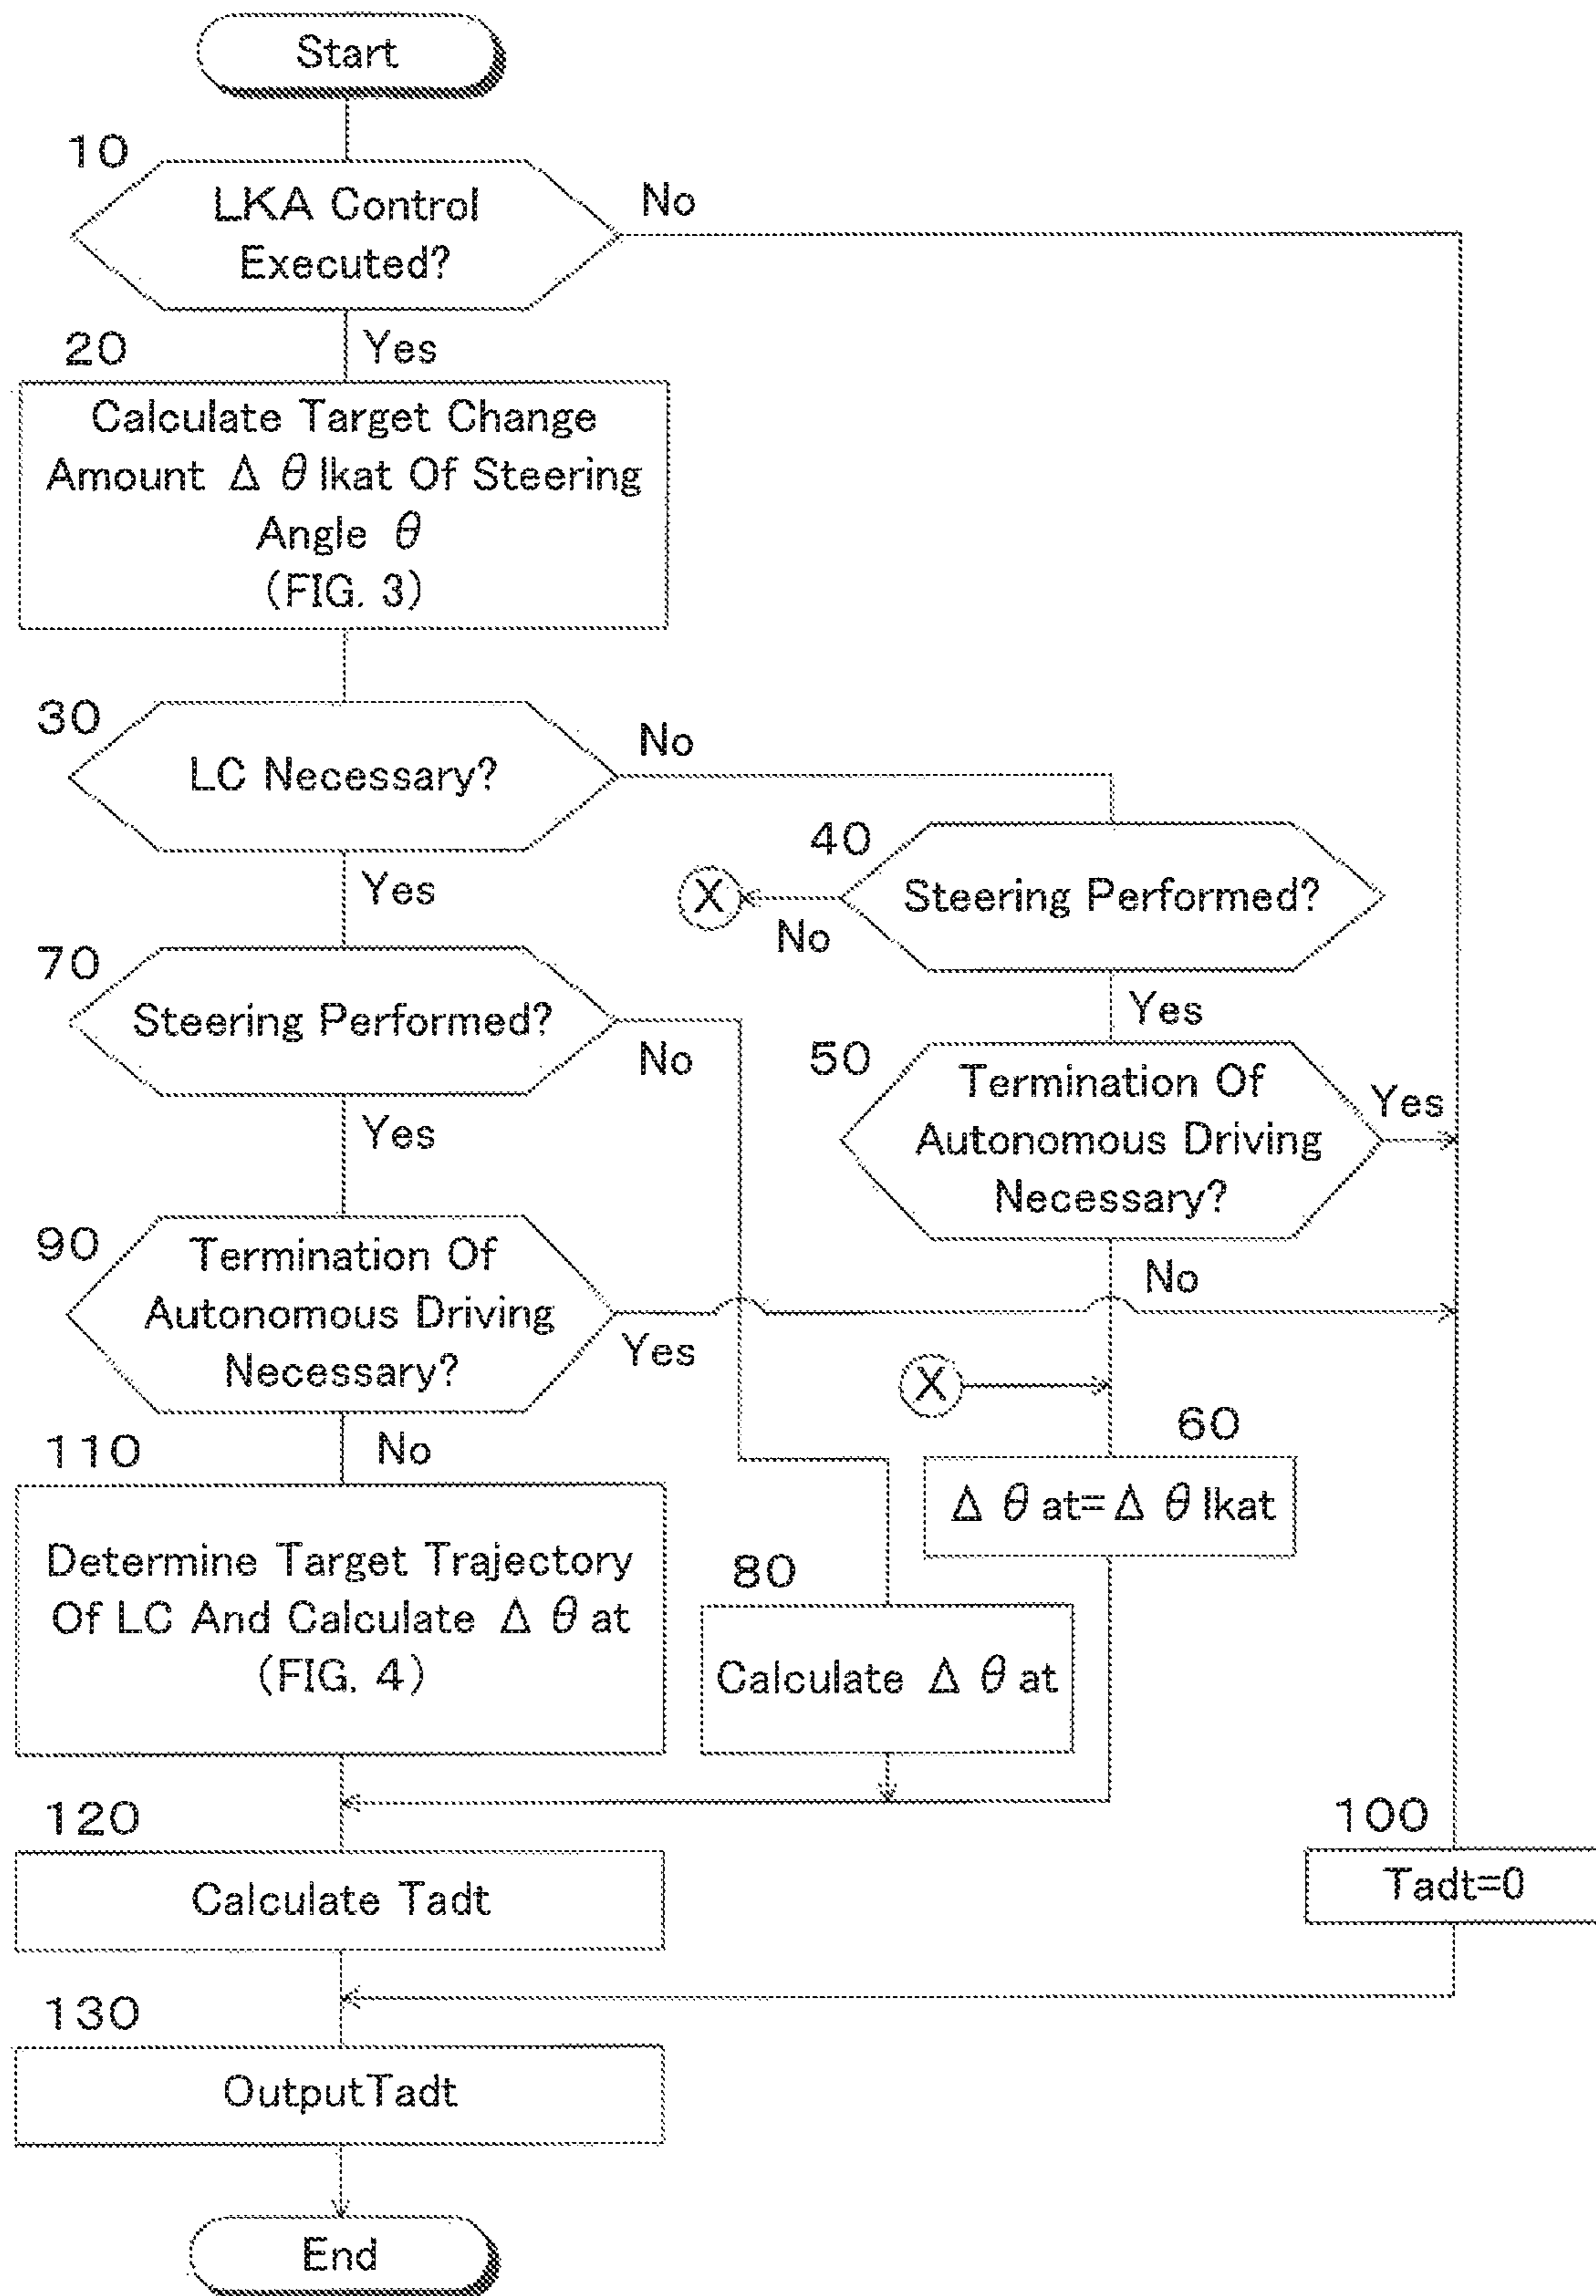 Start
10
LKA Control
Executed?
No
Yes
20
Calculate Target Change
Amount Δ θ lkat Of Steering
Angle θ
(FIG. 3)
30
LC Necessary?
No
Yes
40
Steering Performed?
X
No
Yes
50
Termination Of
Autonomous Driving
Necessary?
Yes
No
70
Steering Performed?
No
Yes
90
Termination Of
Autonomous Driving
Necessary?
Yes
No
X
60
Δ θ at=Δ θ lkat
80
Calculate Δ θ at
110
Determine Target Trajectory
Of LC And Calculate Δ θ at
(FIG. 4)
120
Calculate Tadt
100
Tadt=0
130
OutputTadt
End